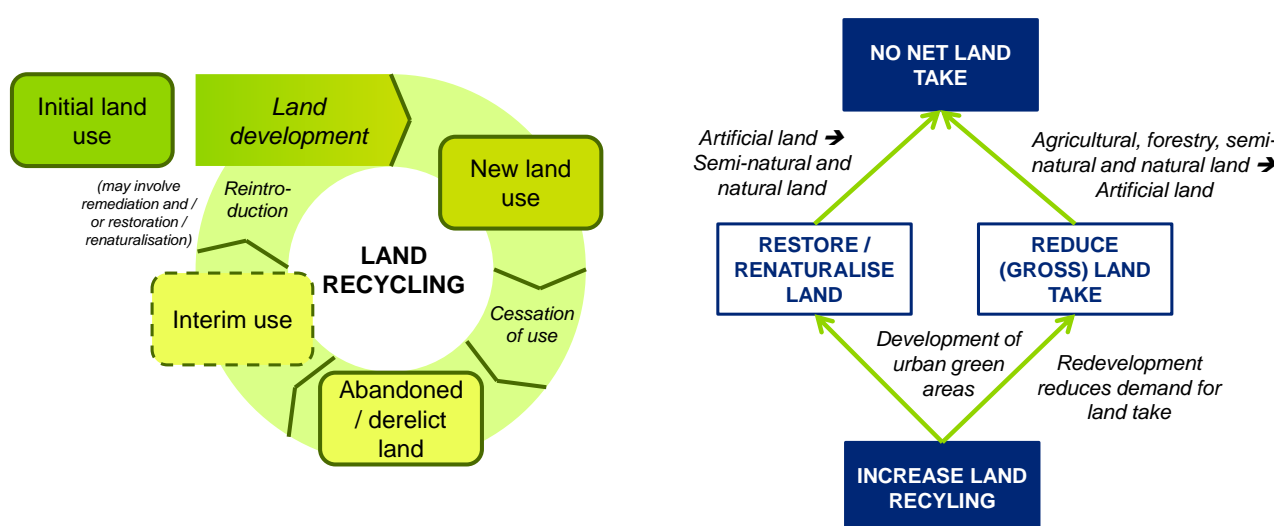 Initial land
use
Land
development
New land
use
Cessation
of use
Abandoned
/ derelict
land
Interim use
Reintro-
duction
(may involve
remediation and /
or restoration /
renaturalisation)
LAND
RECYCLING
NO NET LAND
TAKE
Artificial land ➔
Semi-natural and
natural land
Agricultural, forestry, semi-
natural and natural land ➔
Artificial land
RESTORE /
RENATURALISE
LAND
REDUCE
(GROSS) LAND
TAKE
Development of
urban green
areas
Redevelopment
reduces demand for
land take
INCREASE LAND
RECYLING